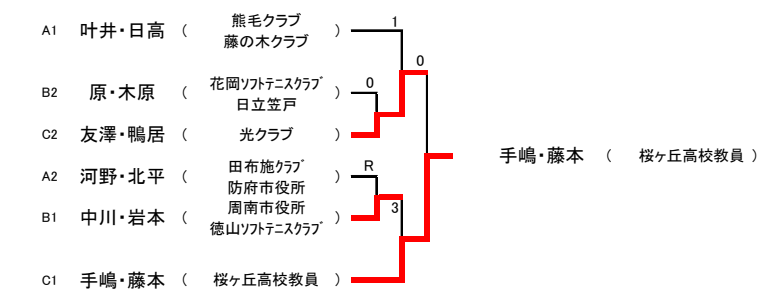 A1 叶井・日高 ( 熊毛クラブ 藤の木クラブ ) 1
0
B2 原・木原 ( 花岡ソフトテニスクラブ 日立笠戸 ) 0
C2 友澤・鴨居 ( 光クラブ )
手嶋・藤本 ( 桜ヶ丘高校教員 )
A2 河野・北平 ( 田布施クラブ 防府市役所 ) R
B1 中川・岩本 ( 周南市役所 徳山ソフトテニスクラブ ) 3
C1 手嶋・藤本 ( 桜ヶ丘高校教員 )